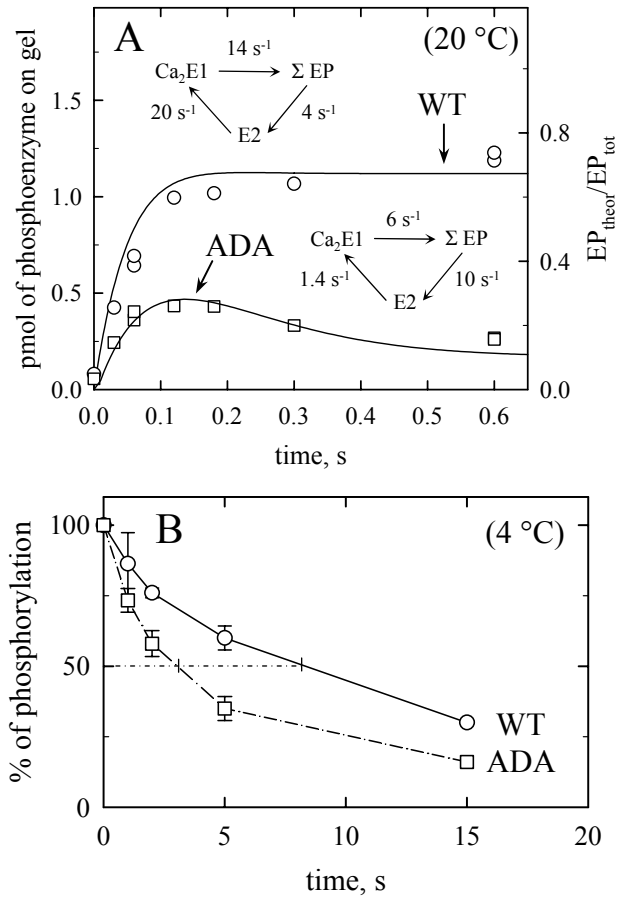 A
(20 °C)
14 s⁻¹
Ca₂E1
Σ EP
20 s⁻¹
4 s⁻¹
E2
WT
ADA
6 s⁻¹
Ca₂E1
Σ EP
1.4 s⁻¹
10 s⁻¹
E2
pmol of phosphoenzyme on gel
1.5
1.0
0.5
0.0
0.8
0.4
0.0
EPtheor/EPtot
0.0 0.1 0.2 0.3 0.4 0.5 0.6
time, s
B
(4 °C)
% of phosphorylation
100
50
0
WT
ADA
0 5 10 15 20
time, s